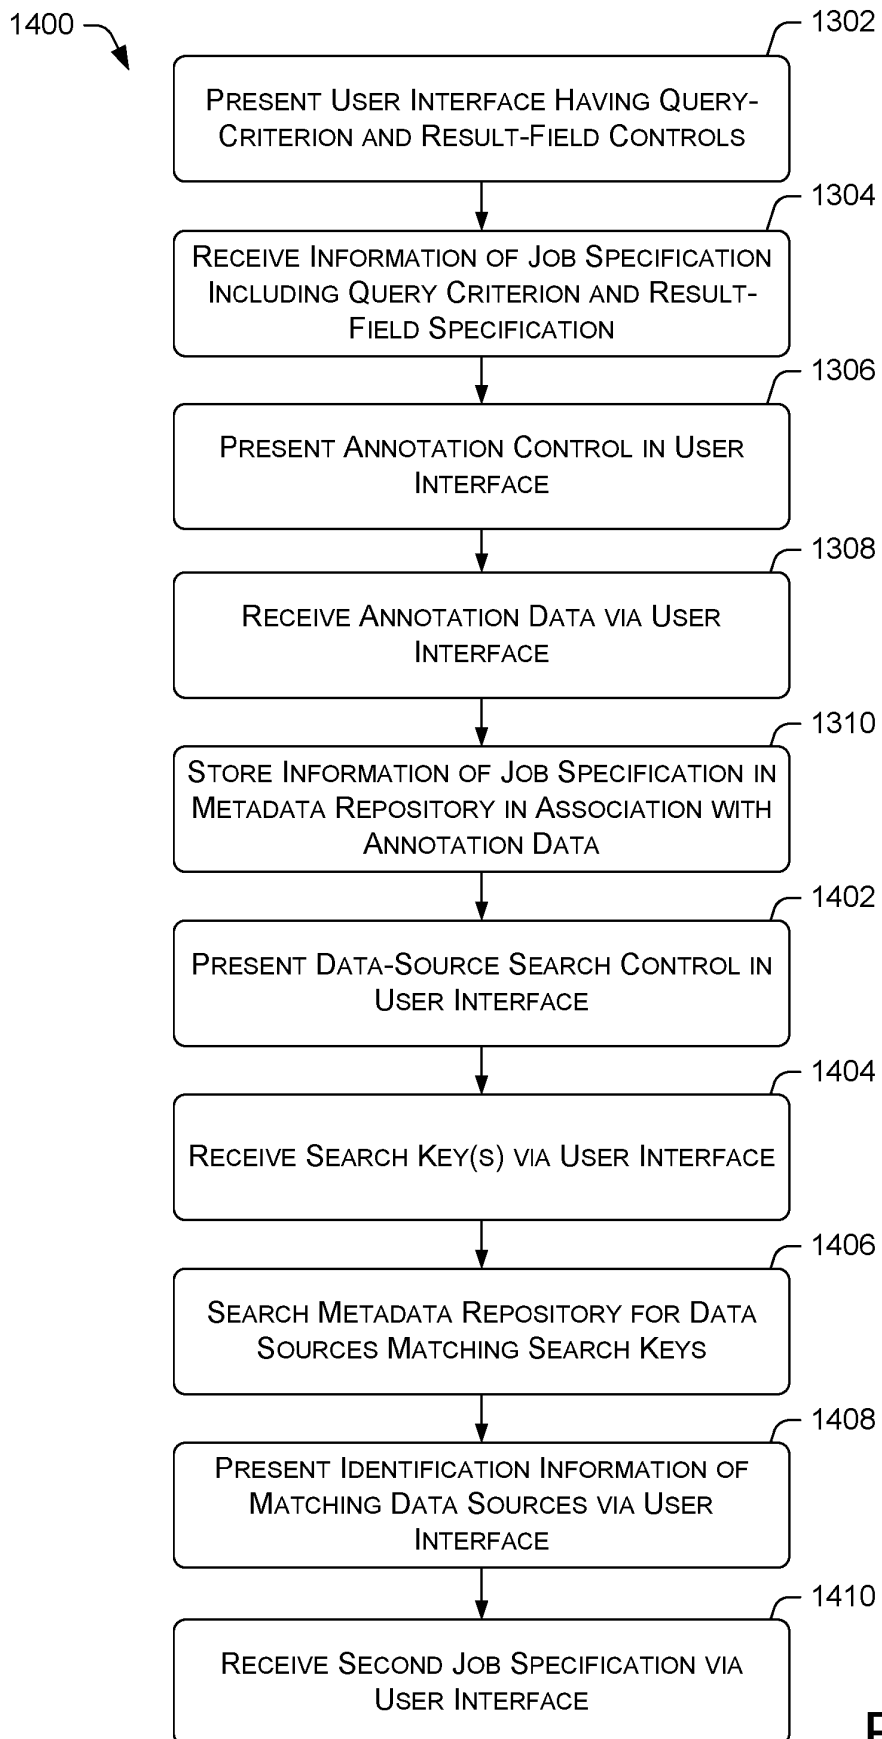 1400
1302
PRESENT USER INTERFACE HAVING QUERY-
CRITERION AND RESULT-FIELD CONTROLS
1304
RECEIVE INFORMATION OF JOB SPECIFICATION
INCLUDING QUERY CRITERION AND RESULT-
FIELD SPECIFICATION
1306
PRESENT ANNOTATION CONTROL IN USER
INTERFACE
1308
RECEIVE ANNOTATION DATA VIA USER
INTERFACE
1310
STORE INFORMATION OF JOB SPECIFICATION IN
METADATA REPOSITORY IN ASSOCIATION WITH
ANNOTATION DATA
1402
PRESENT DATA-SOURCE SEARCH CONTROL IN
USER INTERFACE
1404
RECEIVE SEARCH KEY(S) VIA USER INTERFACE
1406
SEARCH METADATA REPOSITORY FOR DATA
SOURCES MATCHING SEARCH KEYS
1408
PRESENT IDENTIFICATION INFORMATION OF
MATCHING DATA SOURCES VIA USER
INTERFACE
1410
RECEIVE SECOND JOB SPECIFICATION VIA
USER INTERFACE